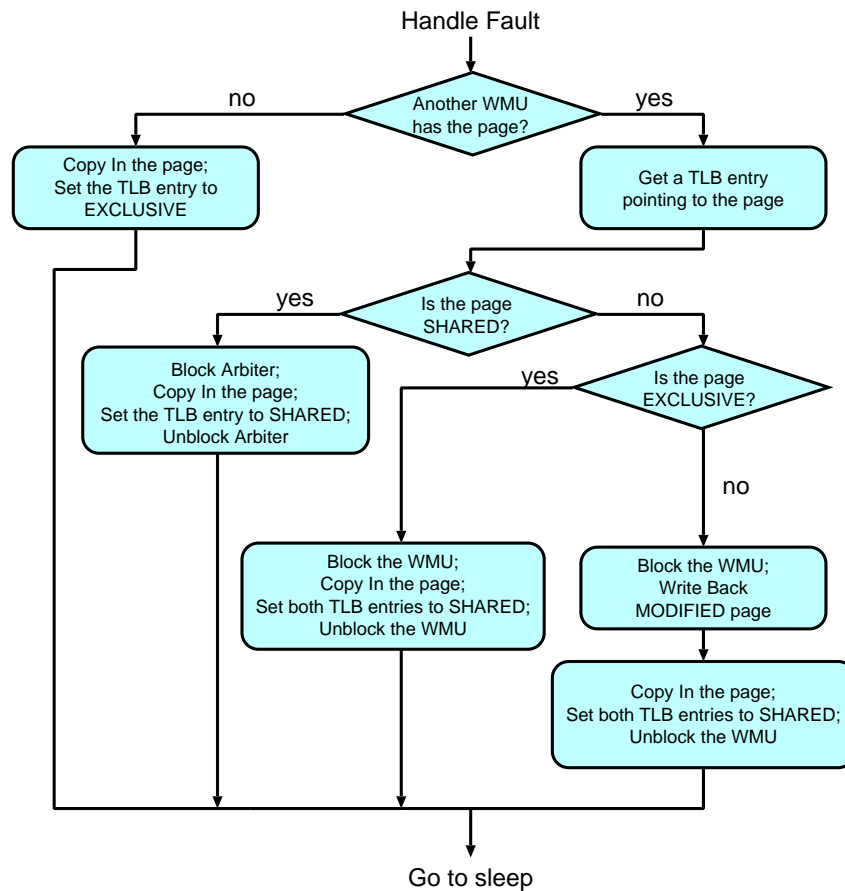 Handle Fault
no
Another WMU
has the page?
yes
Copy In the page;
Set the TLB entry to
EXCLUSIVE
Get a TLB entry
pointing to the page
yes
Is the page
SHARED?
no
Block Arbiter;
Copy In the page;
Set the TLB entry to SHARED;
Unblock Arbiter
yes
Is the page
EXCLUSIVE?
no
Block the WMU;
Copy In the page;
Set both TLB entries to SHARED;
Unblock the WMU
Block the WMU;
Write Back
MODIFIED page
Copy In the page;
Set both TLB entries to SHARED;
Unblock the WMU
Go to sleep